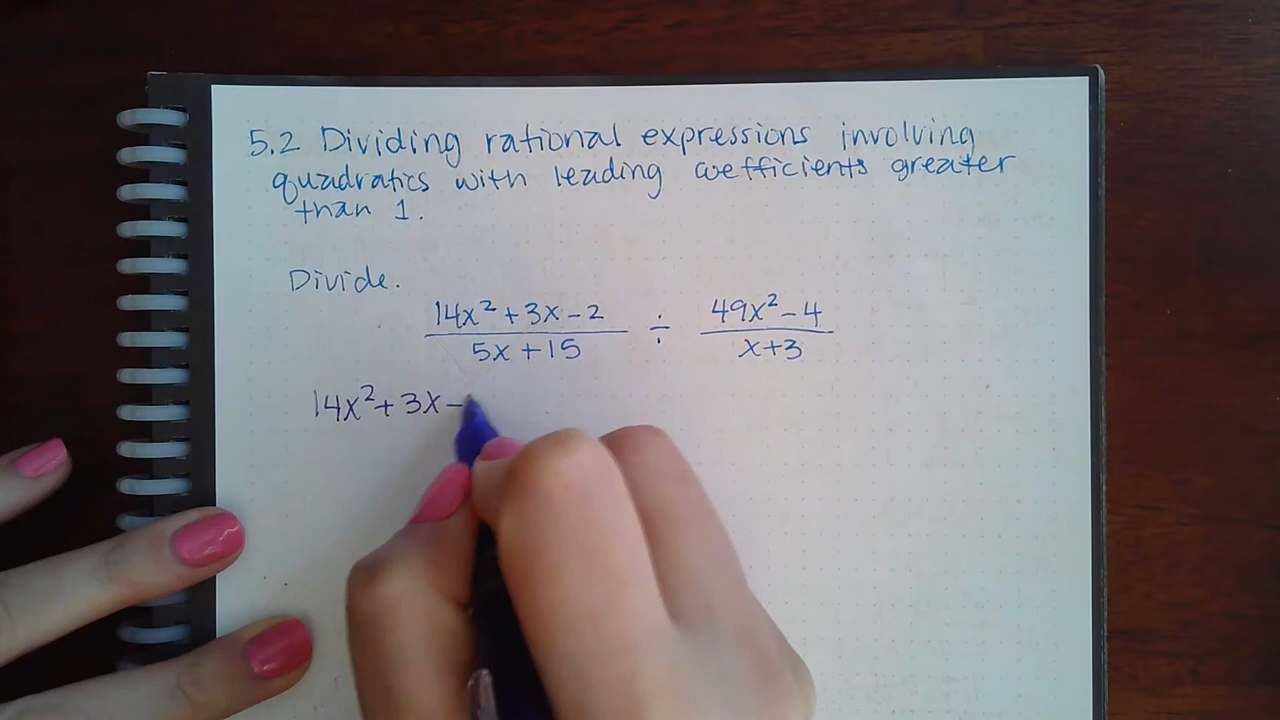 5.2 Dividing rational expressions involving
quadratics with leading coefficients greater
than 1.
Divide.
14x² + 3x - 2 / 5x + 15 ÷ 49x² - 4 / x + 3
14x² + 3x -